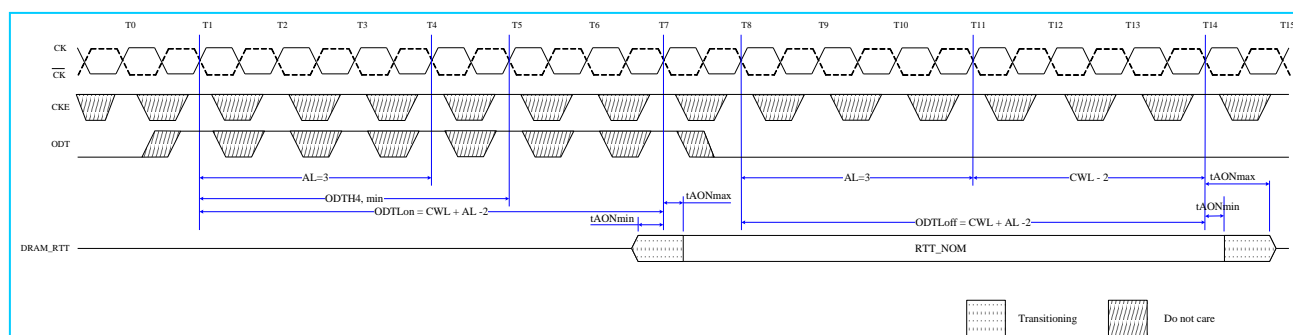 T0 T1 T2 T3 T4 T5 T6 T7 T8 T9 T10 T11 T12 T13 T14 T15
CK
CK
CKE
ODT
AL=3 AL=3 CWL - 2
tAONmax
ODTH4, min
tAONmax
ODTLon = CWL + AL -2
tAONmin
tAONmin
ODTLoff = CWL + AL -2
DRAM_RTT RTT_NOM
Transitioning Do not care